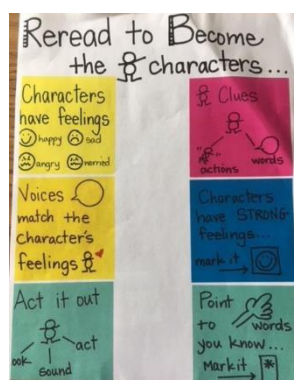 Reread to Become
the characters...
Characters
have feelings
happy sad
angry worried
Voices
match the
character's
feelings
Act it out
act
sound
Clues
actions words
Characters
have STRONG
feelings...
mark it
Point
to words
you know...
Mark it *